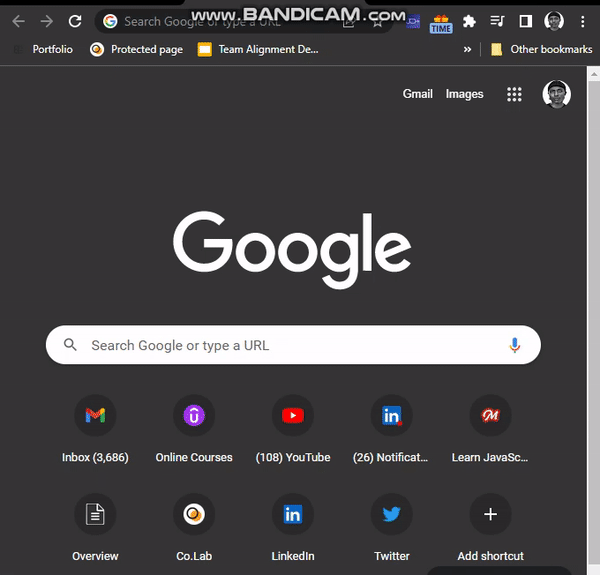 www.BANDICAM.com
Search Google or type a URL
TIME
Portfolio
Protected page
Team Alignment De...
»
Other bookmarks
Gmail
Images
Google
Search Google or type a URL
Inbox (3,686)
Online Courses
(108) YouTube
(26) Notificat...
Learn JavaSc...
Overview
Co.Lab
LinkedIn
Twitter
Add shortcut